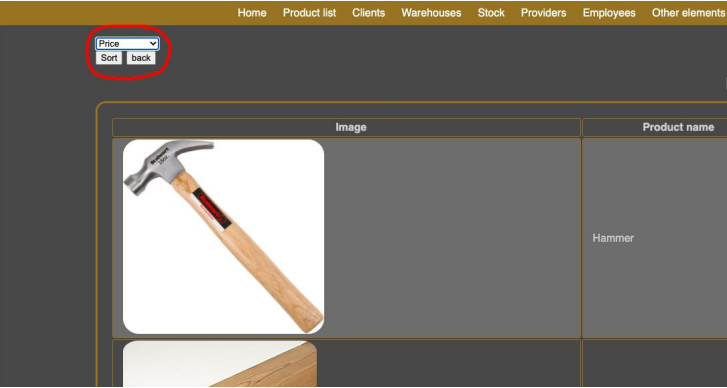 Home Product list Clients Warehouses Stock Providers Employees Other elements
Price
Sort back
Image Product name
Hammer